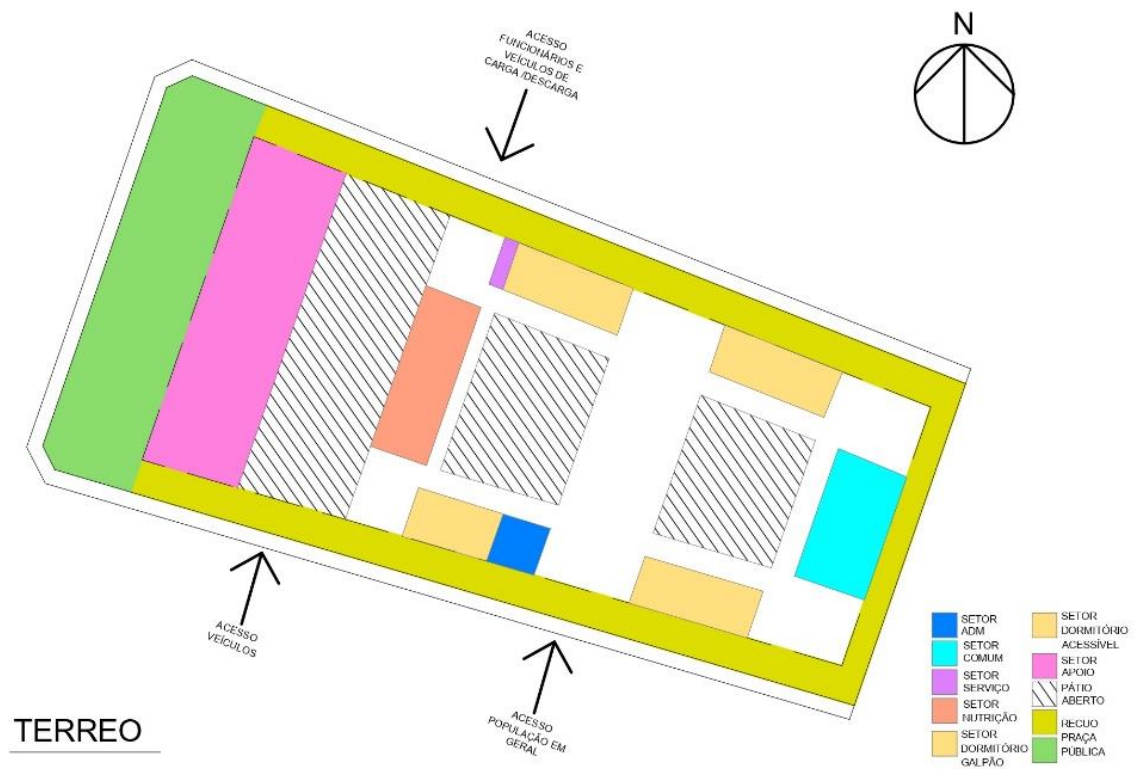 ACESSO
FUNCIONÁRIOS E
VEÍCULOS DE
CARGA /DESCARGA
N
ACESSO
VEÍCULOS
ACESSO
POPULAÇÃO EM
GERAL
TERREO
SETOR
ADM
SETOR
COMUM
SETOR
SERVIÇO
SETOR
NUTRIÇÃO
SETOR
DORMITÓRIO
GALPÃO
SETOR
DORMITÓRIO
ACESSÍVEL
SETOR
APOIO
PÁTIO
ABERTO
RECUO
PRAÇA
PÚBLICA